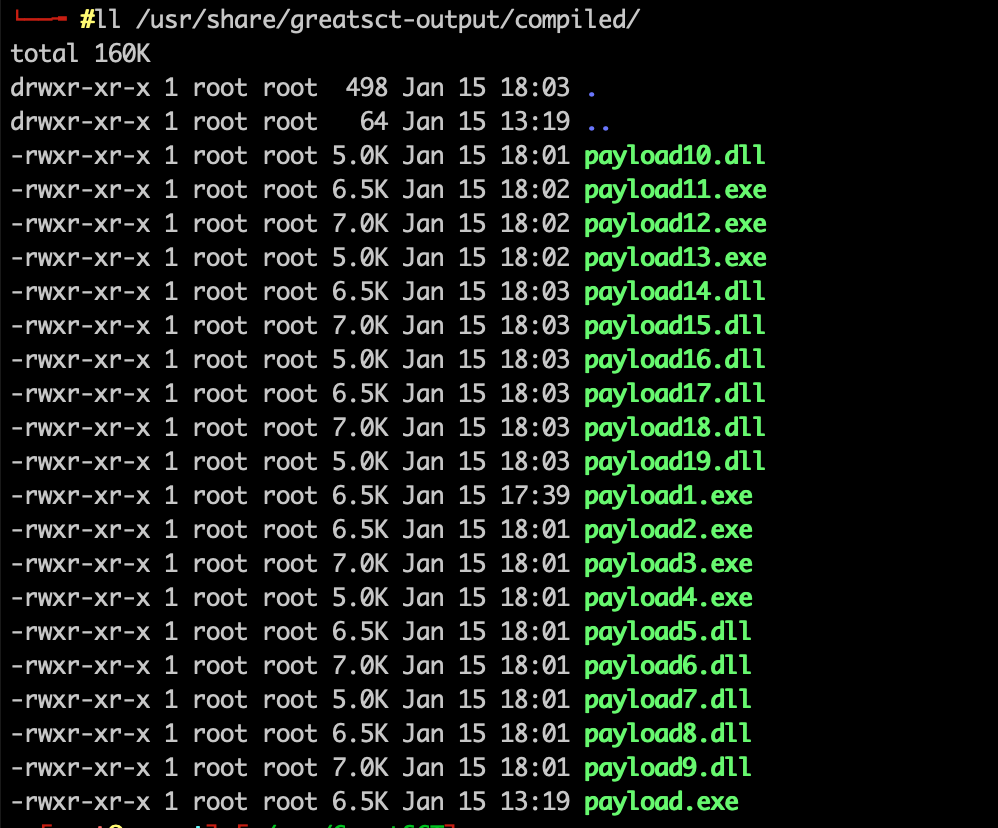 #ll /usr/share/greatsct-output/compiled/
total 160K
drwxr-xr-x 1 root root  498 Jan 15 18:03 .
drwxr-xr-x 1 root root   64 Jan 15 13:19 ..
-rwxr-xr-x 1 root root 5.0K Jan 15 18:01 payload10.dll
-rwxr-xr-x 1 root root 6.5K Jan 15 18:02 payload11.exe
-rwxr-xr-x 1 root root 7.0K Jan 15 18:02 payload12.exe
-rwxr-xr-x 1 root root 5.0K Jan 15 18:02 payload13.exe
-rwxr-xr-x 1 root root 6.5K Jan 15 18:03 payload14.dll
-rwxr-xr-x 1 root root 7.0K Jan 15 18:03 payload15.dll
-rwxr-xr-x 1 root root 5.0K Jan 15 18:03 payload16.dll
-rwxr-xr-x 1 root root 6.5K Jan 15 18:03 payload17.dll
-rwxr-xr-x 1 root root 7.0K Jan 15 18:03 payload18.dll
-rwxr-xr-x 1 root root 5.0K Jan 15 18:03 payload19.dll
-rwxr-xr-x 1 root root 6.5K Jan 15 17:39 payload1.exe
-rwxr-xr-x 1 root root 6.5K Jan 15 18:01 payload2.exe
-rwxr-xr-x 1 root root 7.0K Jan 15 18:01 payload3.exe
-rwxr-xr-x 1 root root 5.0K Jan 15 18:01 payload4.exe
-rwxr-xr-x 1 root root 6.5K Jan 15 18:01 payload5.dll
-rwxr-xr-x 1 root root 7.0K Jan 15 18:01 payload6.dll
-rwxr-xr-x 1 root root 5.0K Jan 15 18:01 payload7.dll
-rwxr-xr-x 1 root root 6.5K Jan 15 18:01 payload8.dll
-rwxr-xr-x 1 root root 7.0K Jan 15 18:01 payload9.dll
-rwxr-xr-x 1 root root 6.5K Jan 15 13:19 payload.exe